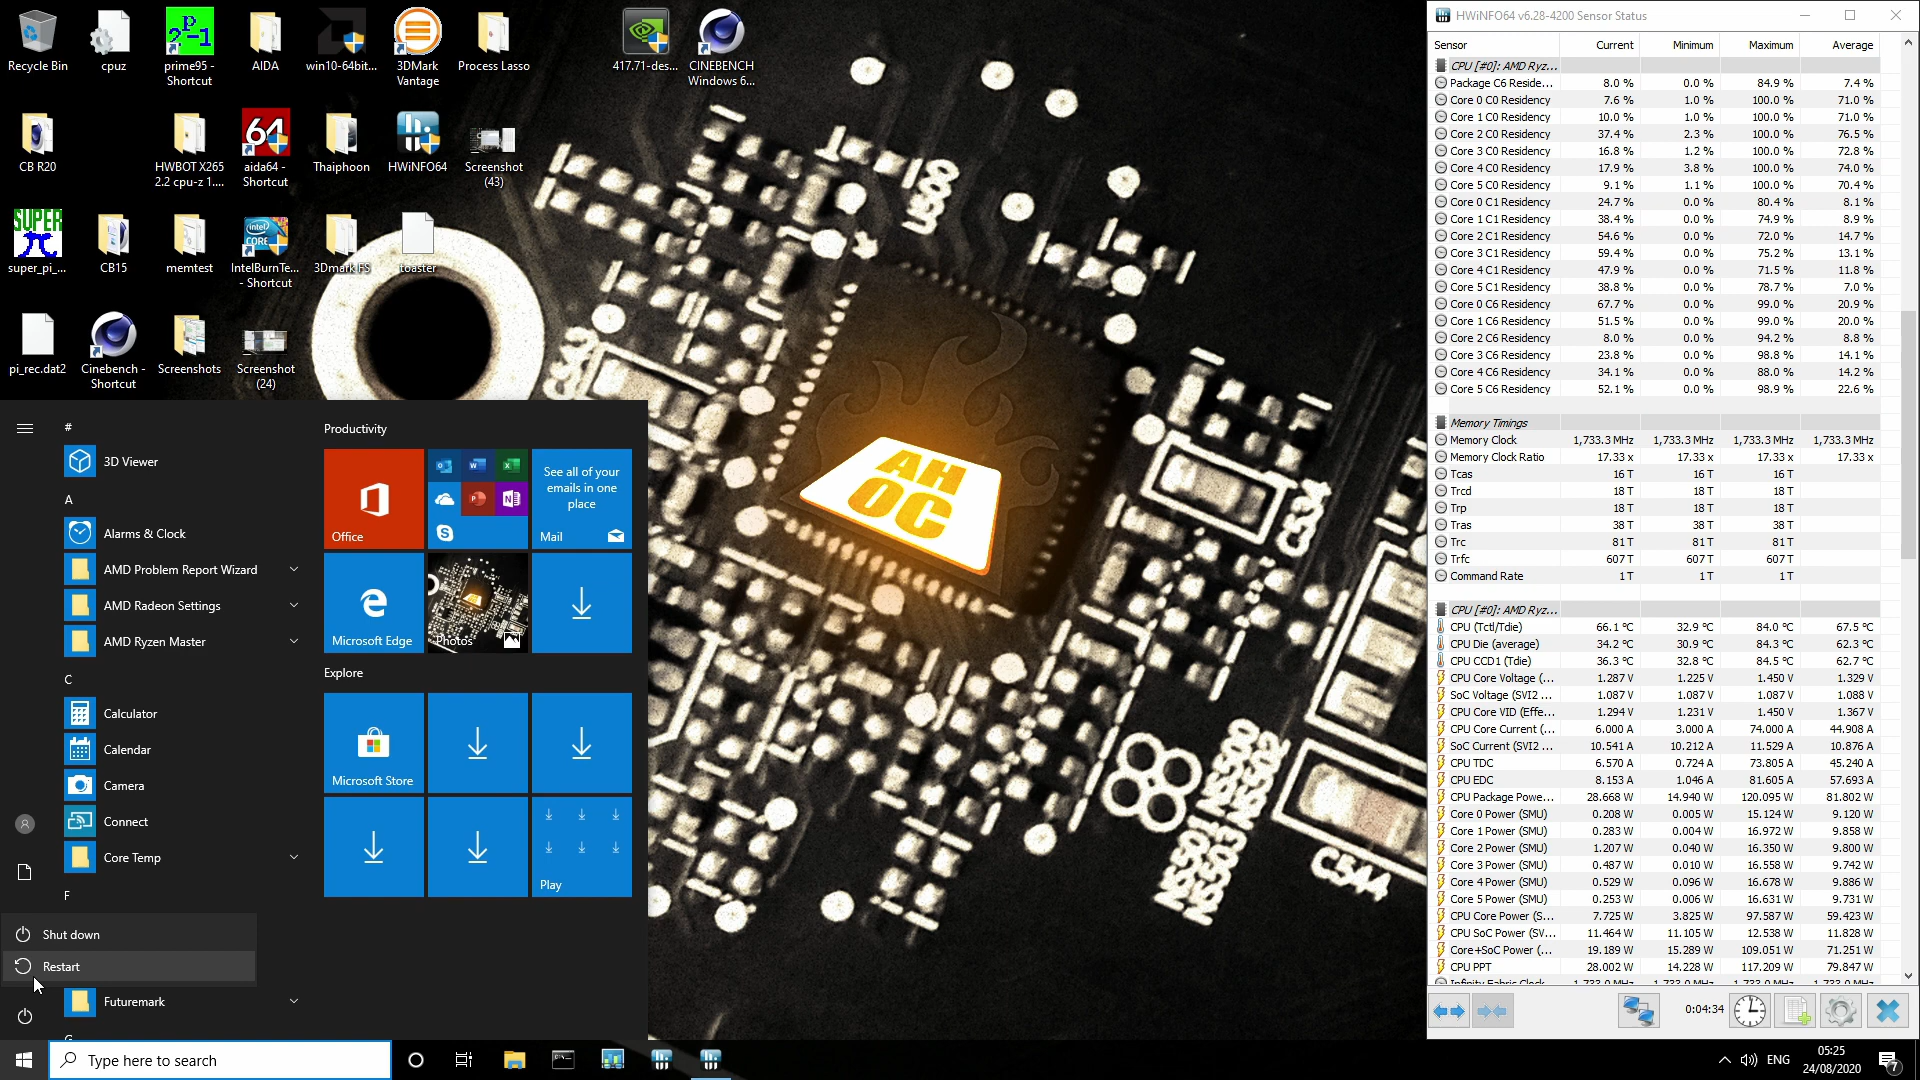 Recycle Bin
cpuz
prime95 -
Shortcut
AIDA
win10-64bit...
3DMark
Vantage
Process Lasso
417.71-des...
CINEBENCH
Windows 6...
CB R20
HWBOT X265
2.2 cpu-z 1....
aida64 -
Shortcut
Thaiphoon
HWiNFO64
Screenshot
(43)
super_pi_...
CB15
memtest
IntelBurnTe...
- Shortcut
3Dmark FS
toaster
pi_rec.dat2
Cinebench -
Shortcut
Screenshots
Screenshot
(24)
#
3D Viewer
A
Alarms & Clock
AMD Problem Report Wizard
AMD Radeon Settings
AMD Ryzen Master
C
Calculator
Calendar
Camera
Connect
Core Temp
F
Shut down
Restart
Futuremark
G
Productivity
Office
See all of your
emails in one
place
Mail
Microsoft Edge
Photos
Explore
Microsoft Store
Play
AH
OC
U500
C544
HWiNFO64 v6.28-4200 Sensor Status
Sensor Current Minimum Maximum Average
CPU [#0]: AMD Ryz...
Package C6 Reside... 8.0 % 0.0 % 84.9 % 7.4 %
Core 0 C0 Residency 7.6 % 1.0 % 100.0 % 71.0 %
Core 1 C0 Residency 10.0 % 1.0 % 100.0 % 71.0 %
Core 2 C0 Residency 37.4 % 2.3 % 100.0 % 76.5 %
Core 3 C0 Residency 16.8 % 1.2 % 100.0 % 72.8 %
Core 4 C0 Residency 17.9 % 3.8 % 100.0 % 74.0 %
Core 5 C0 Residency 9.1 % 1.1 % 100.0 % 70.4 %
Core 0 C1 Residency 24.7 % 0.0 % 80.4 % 8.1 %
Core 1 C1 Residency 38.4 % 0.0 % 74.9 % 8.9 %
Core 2 C1 Residency 54.6 % 0.0 % 72.0 % 14.7 %
Core 3 C1 Residency 59.4 % 0.0 % 75.2 % 13.1 %
Core 4 C1 Residency 47.9 % 0.0 % 71.5 % 11.8 %
Core 5 C1 Residency 38.8 % 0.0 % 78.7 % 7.0 %
Core 0 C6 Residency 67.7 % 0.0 % 99.0 % 20.9 %
Core 1 C6 Residency 51.5 % 0.0 % 99.0 % 20.0 %
Core 2 C6 Residency 8.0 % 0.0 % 94.2 % 8.8 %
Core 3 C6 Residency 23.8 % 0.0 % 98.8 % 14.1 %
Core 4 C6 Residency 34.1 % 0.0 % 88.0 % 14.2 %
Core 5 C6 Residency 52.1 % 0.0 % 98.9 % 22.6 %
Memory Timings
Memory Clock 1,733.3 MHz 1,733.3 MHz 1,733.3 MHz 1,733.3 MHz
Memory Clock Ratio 17.33 x 17.33 x 17.33 x 17.33 x
Tcas 16 T 16 T 16 T
Trcd 18 T 18 T 18 T
Trp 18 T 18 T 18 T
Tras 38 T 38 T 38 T
Trc 81 T 81 T 81 T
Trfc 607 T 607 T 607 T
Command Rate 1 T 1 T 1 T
CPU [#0]: AMD Ryz...
CPU (Tctl/Tdie) 66.1 °C 32.9 °C 84.0 °C 67.5 °C
CPU Die (average) 34.2 °C 30.9 °C 84.3 °C 62.3 °C
CPU CCD1 (Tdie) 36.3 °C 32.8 °C 84.5 °C 62.7 °C
CPU Core Voltage (... 1.287 V 1.225 V 1.450 V 1.329 V
SoC Voltage (SVI2 ... 1.087 V 1.087 V 1.087 V 1.088 V
CPU Core VID (Effe... 1.294 V 1.231 V 1.450 V 1.367 V
CPU Core Current (... 6.000 A 3.000 A 74.000 A 44.908 A
SoC Current (SVI2 ... 10.541 A 10.212 A 11.529 A 10.876 A
CPU TDC 6.570 A 0.724 A 73.805 A 45.240 A
CPU EDC 8.153 A 1.046 A 81.605 A 57.693 A
CPU Package Powe... 28.668 W 14.940 W 120.095 W 81.802 W
Core 0 Power (SMU) 0.208 W 0.005 W 15.124 W 9.120 W
Core 1 Power (SMU) 0.283 W 0.004 W 16.972 W 9.858 W
Core 2 Power (SMU) 1.207 W 0.040 W 16.350 W 9.800 W
Core 3 Power (SMU) 0.487 W 0.010 W 16.558 W 9.742 W
Core 4 Power (SMU) 0.529 W 0.096 W 16.678 W 9.886 W
Core 5 Power (SMU) 0.253 W 0.006 W 16.631 W 9.731 W
CPU Core Power (S... 7.725 W 3.825 W 97.587 W 59.423 W
CPU SoC Power (SV... 11.464 W 11.105 W 12.538 W 11.828 W
Core+SoC Power (... 19.189 W 15.289 W 109.051 W 71.251 W
CPU PPT 28.002 W 14.228 W 117.209 W 79.847 W
Infinity Fabric Clock 1,733.0 MHz 1,733.0 MHz 1,733.0 MHz 1,733.0 MHz
0:04:34
Type here to search
ENG
05:25
24/08/2020
7